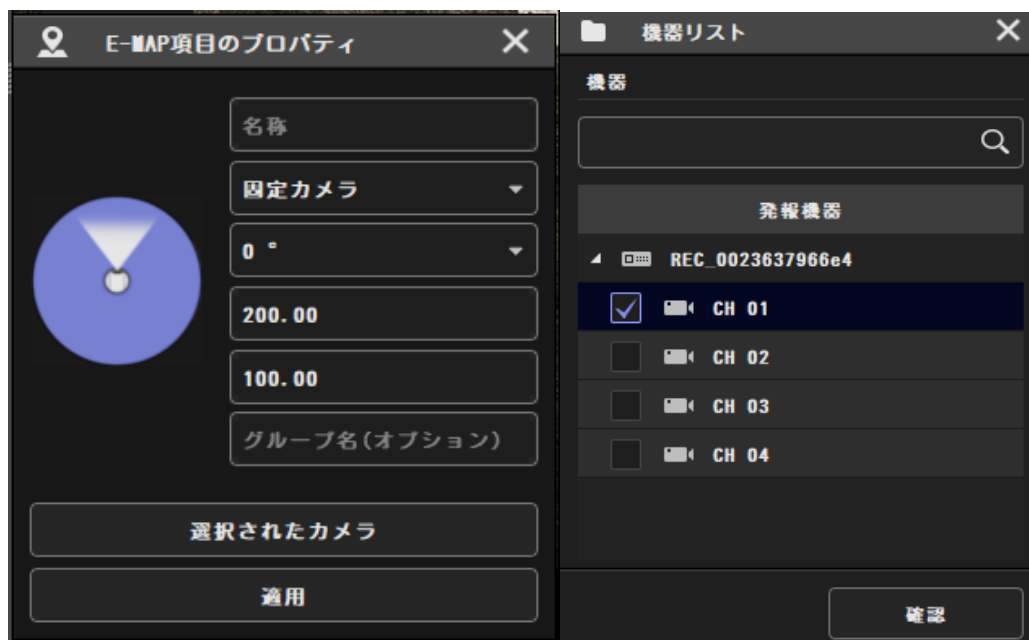 E-MAP項目のプロパティ
名称
固定カメラ
0 °
200.00
100.00
グループ名(オプション)
選択されたカメラ
適用
機器リスト
機器
発報機器
REC_0023637966e4
CH 01
CH 02
CH 03
CH 04
確認